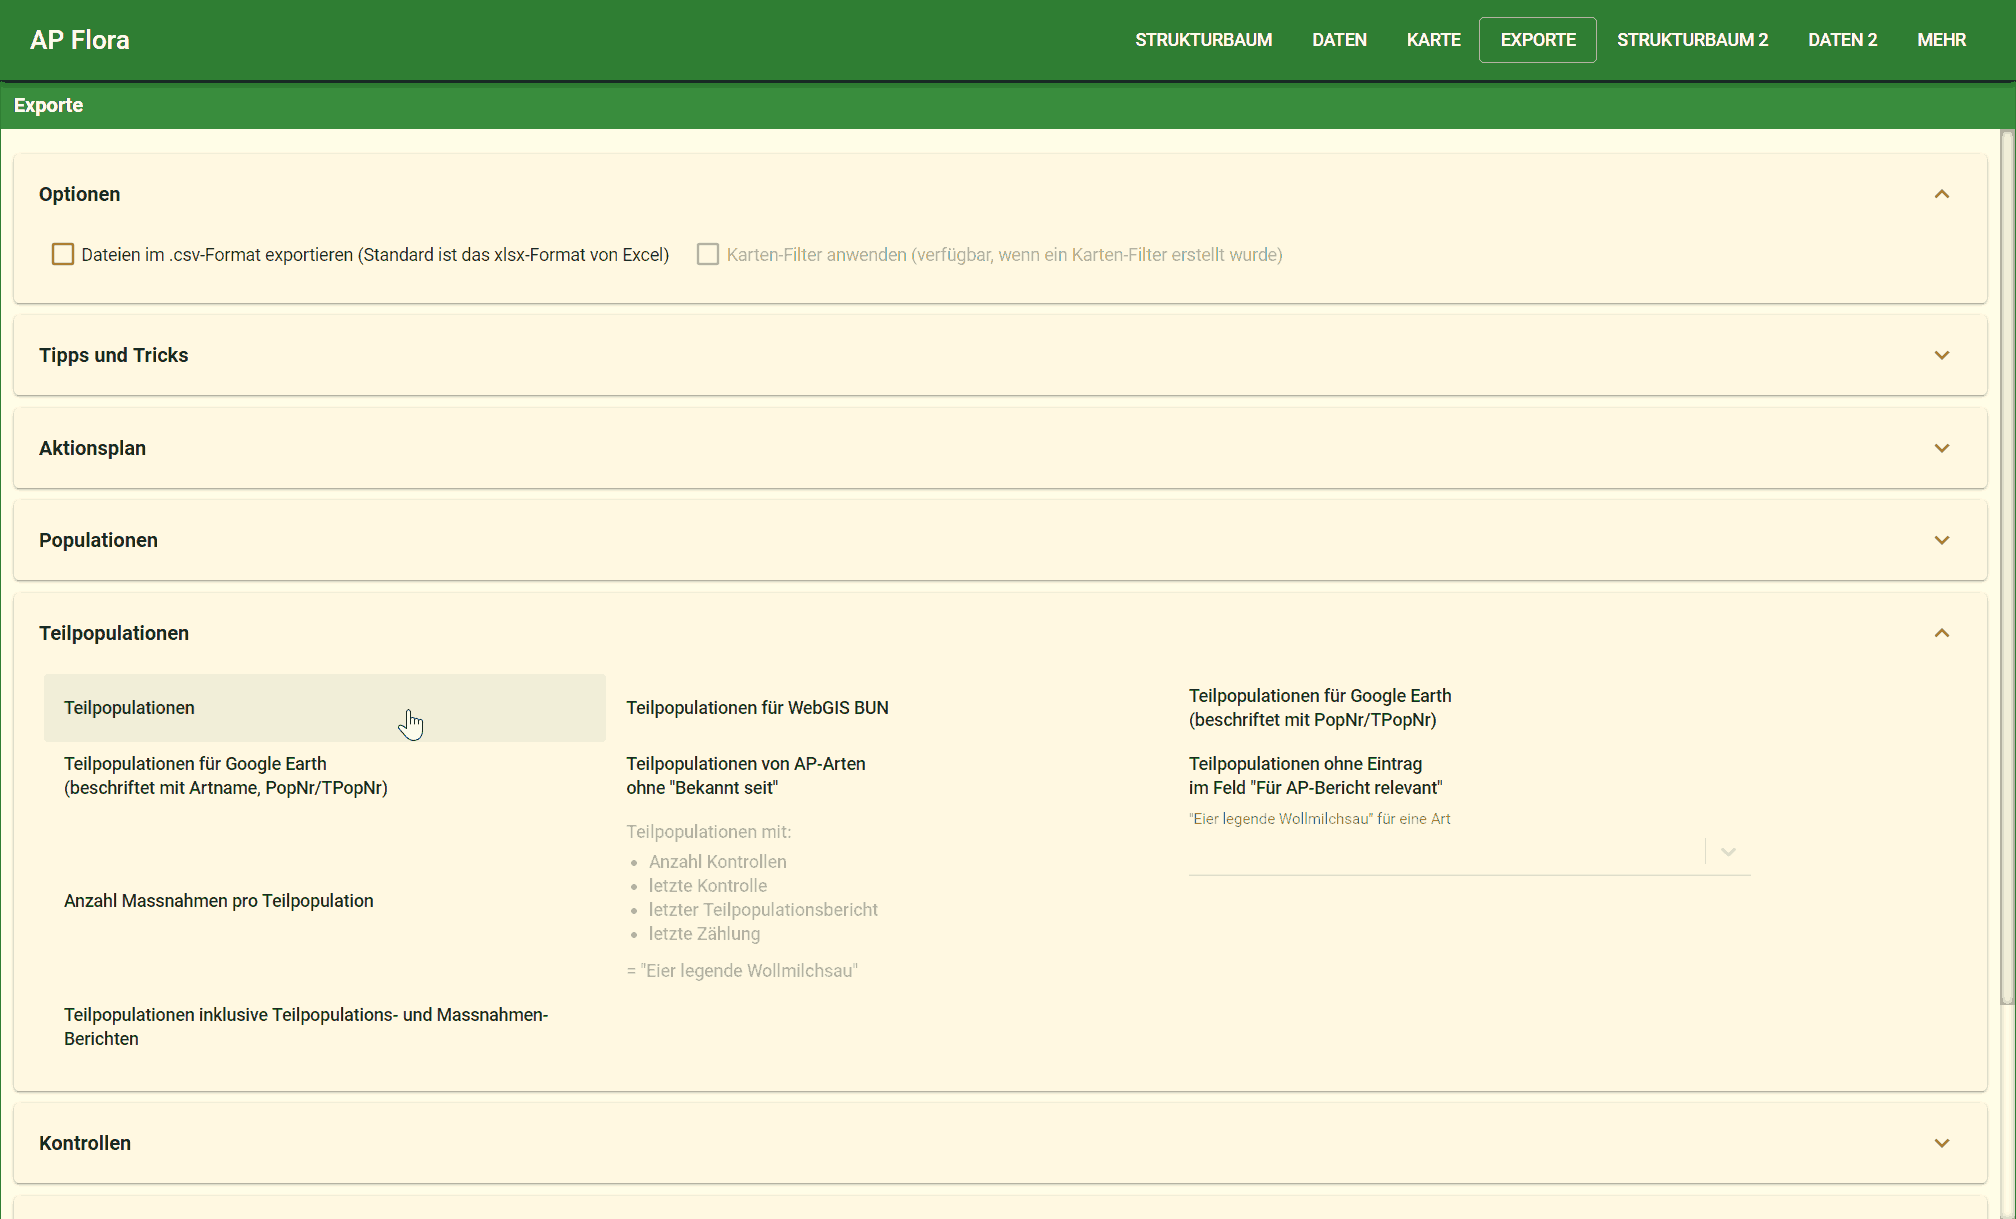 AP Flora
STRUKTURBAUM DATEN KARTE EXPORTE STRUKTURBAUM 2 DATEN 2 MEHR
Exporte
Optionen
Dateien im .csv-Format exportieren (Standard ist das xlsx-Format von Excel)
Karten-Filter anwenden (verfügbar, wenn ein Karten-Filter erstellt wurde)
Tipps und Tricks
Aktionsplan
Populationen
Teilpopulationen
Teilpopulationen
Teilpopulationen für WebGIS BUN
Teilpopulationen für Google Earth
(beschriftet mit PopNr/TPopNr)
Teilpopulationen für Google Earth
(beschriftet mit Artname, PopNr/TPopNr)
Teilpopulationen von AP-Arten
ohne "Bekannt seit"
Teilpopulationen ohne Eintrag
im Feld "Für AP-Bericht relevant"
Anzahl Massnahmen pro Teilpopulation
Teilpopulationen mit:
• Anzahl Kontrollen
• letzte Kontrolle
• letzter Teilpopulationsbericht
• letzte Zählung
= "Eier legende Wollmilchsau"
"Eier legende Wollmilchsau" für eine Art
Teilpopulationen inklusive Teilpopulations- und Massnahmen-
Berichten
Kontrollen